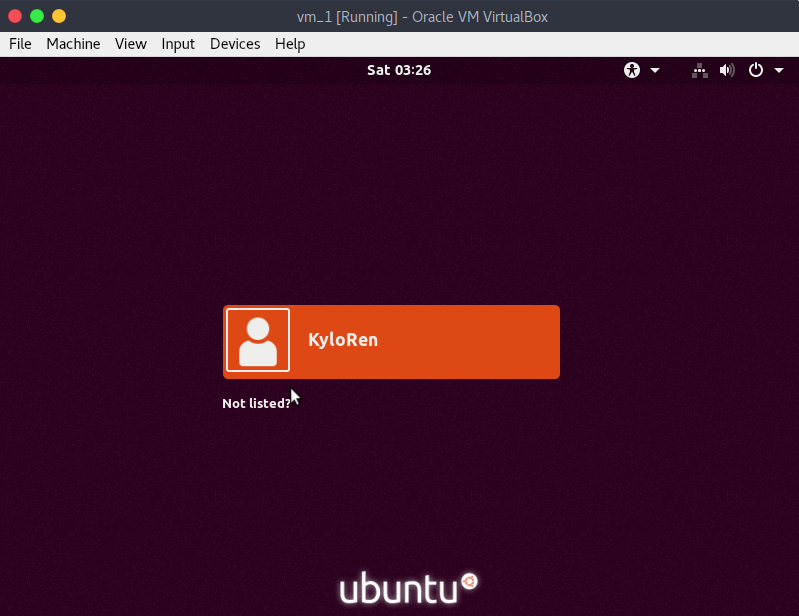 vm_1 [Running] - Oracle VM VirtualBox
File Machine View Input Devices Help
Sat 03:26
KyloRen
Not listed?
ubuntu